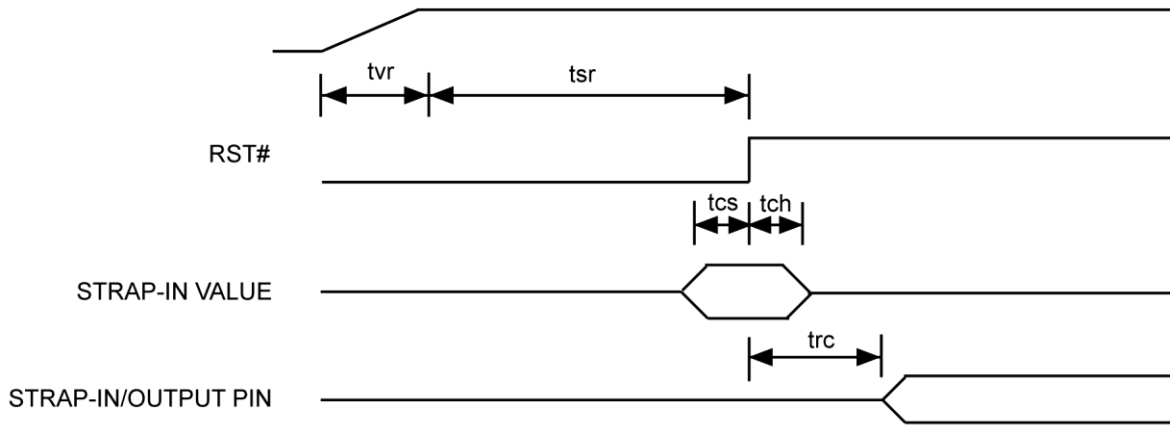 tvr
tsr
RST#
tcs
tch
STRAP-IN VALUE
trc
STRAP-IN/OUTPUT PIN